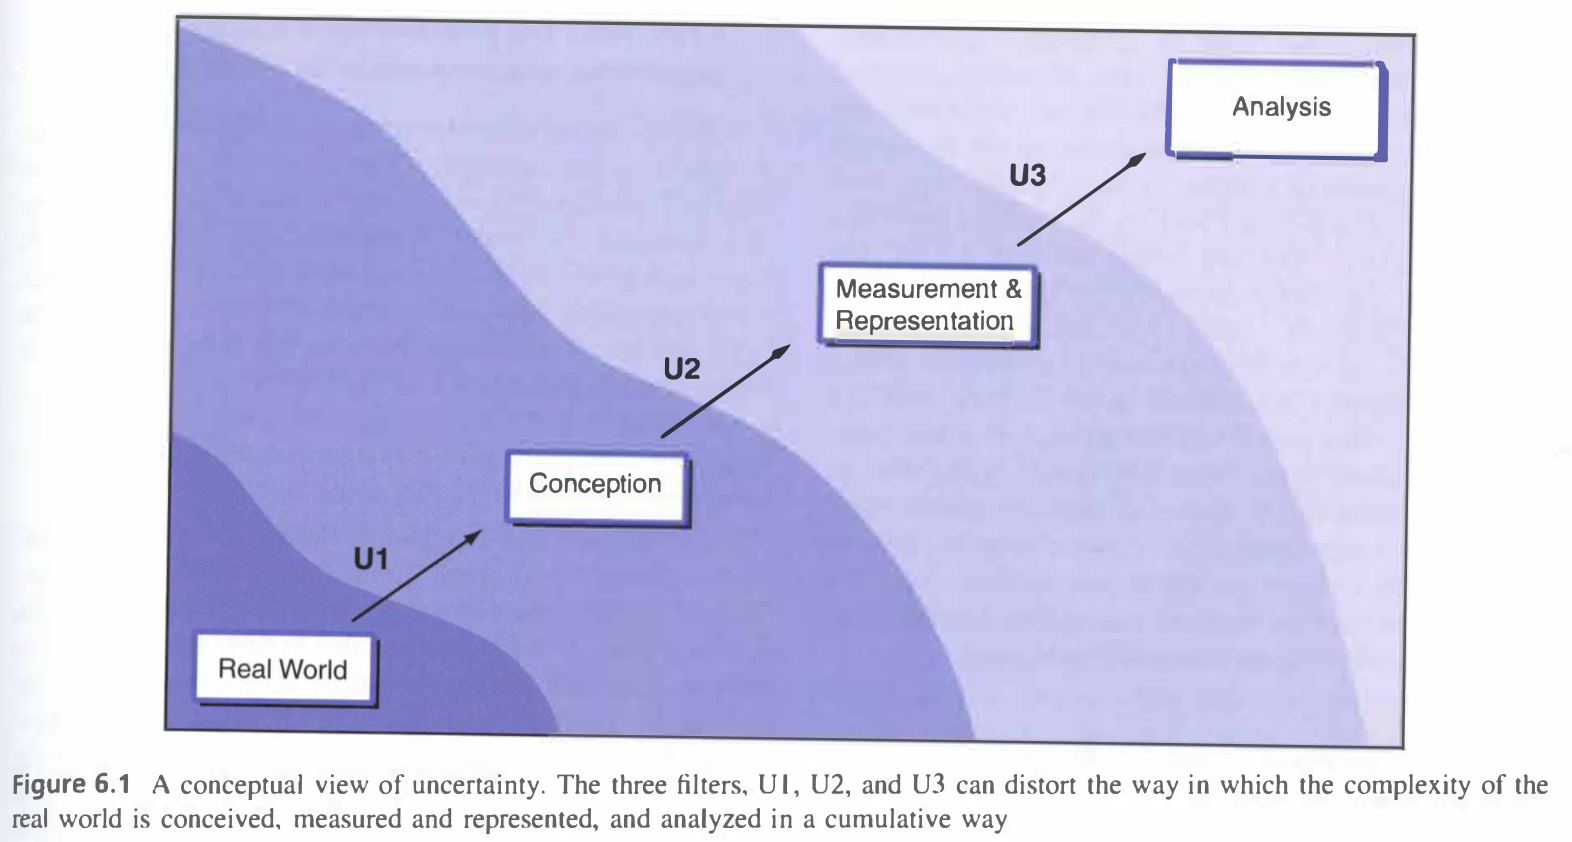 Analysis
U3
Measurement &
Representation
U2
Conception
U1
Real World
Figure 6.1 A conceptual view of uncertainty. The three filters, U1, U2, and U3 can distort the way in which the complexity of the
real world is conceived, measured and represented, and analyzed in a cumulative way